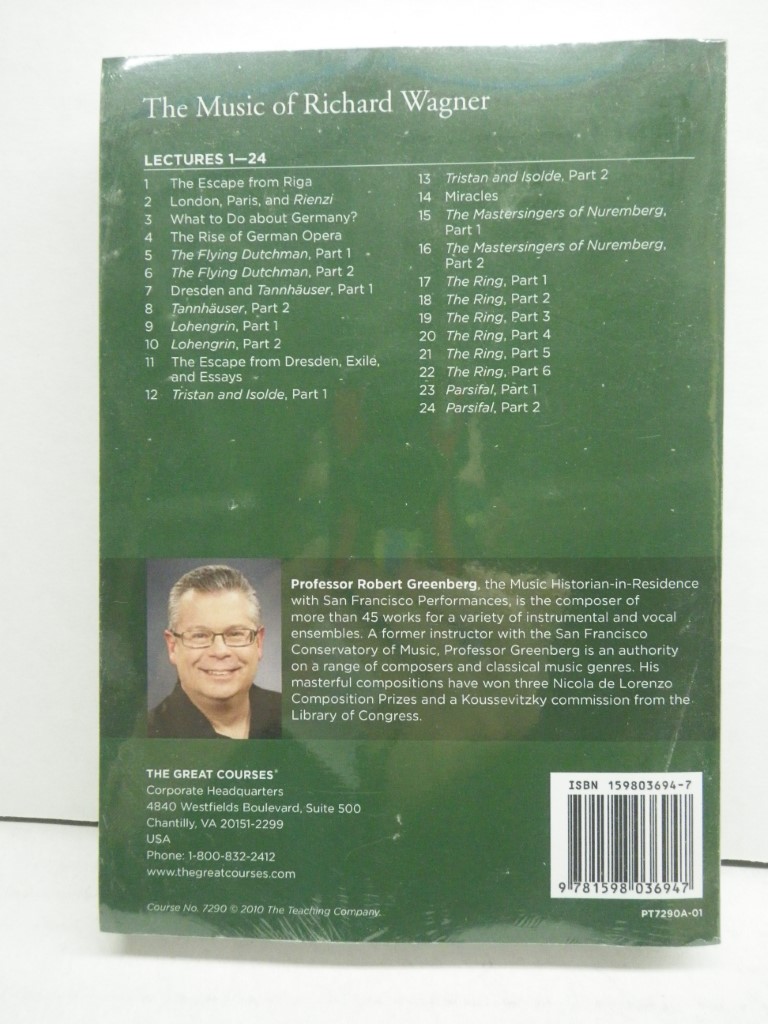 The Music of Richard Wagner
LECTURES 1—24
1 The Escape from Riga
2 London, Paris, and Rienzi
3 What to Do about Germany?
4 The Rise of German Opera
5 The Flying Dutchman, Part 1
6 The Flying Dutchman, Part 2
7 Dresden and Tannhäuser, Part 1
8 Tannhäuser, Part 2
9 Lohengrin, Part 1
10 Lohengrin, Part 2
11 The Escape from Dresden, Exile,
and Essays
12 Tristan and Isolde, Part 1
13 Tristan and Isolde, Part 2
14 Miracles
15 The Mastersingers of Nuremberg,
Part 1
16 The Mastersingers of Nuremberg,
Part 2
17 The Ring, Part 1
18 The Ring, Part 2
19 The Ring, Part 3
20 The Ring, Part 4
21 The Ring, Part 5
22 The Ring, Part 6
23 Parsifal, Part 1
24 Parsifal, Part 2
Professor Robert Greenberg, the Music Historian-in-Residence
with San Francisco Performances, is the composer of
more than 45 works for a variety of instrumental and vocal
ensembles. A former instructor with the San Francisco
Conservatory of Music, Professor Greenberg is an authority
on a range of composers and classical music genres. His
masterful compositions have won three Nicola de Lorenzo
Composition Prizes and a Koussevitzky commission from the
Library of Congress.
THE GREAT COURSES®
Corporate Headquarters
4840 Westfields Boulevard, Suite 500
Chantilly, VA 20151-2299
USA
Phone: 1-800-832-2412
www.thegreatcourses.com
Course No. 7290 © 2010 The Teaching Company.
ISBN 159803694-7
9 781598 036947
PT7290A-01